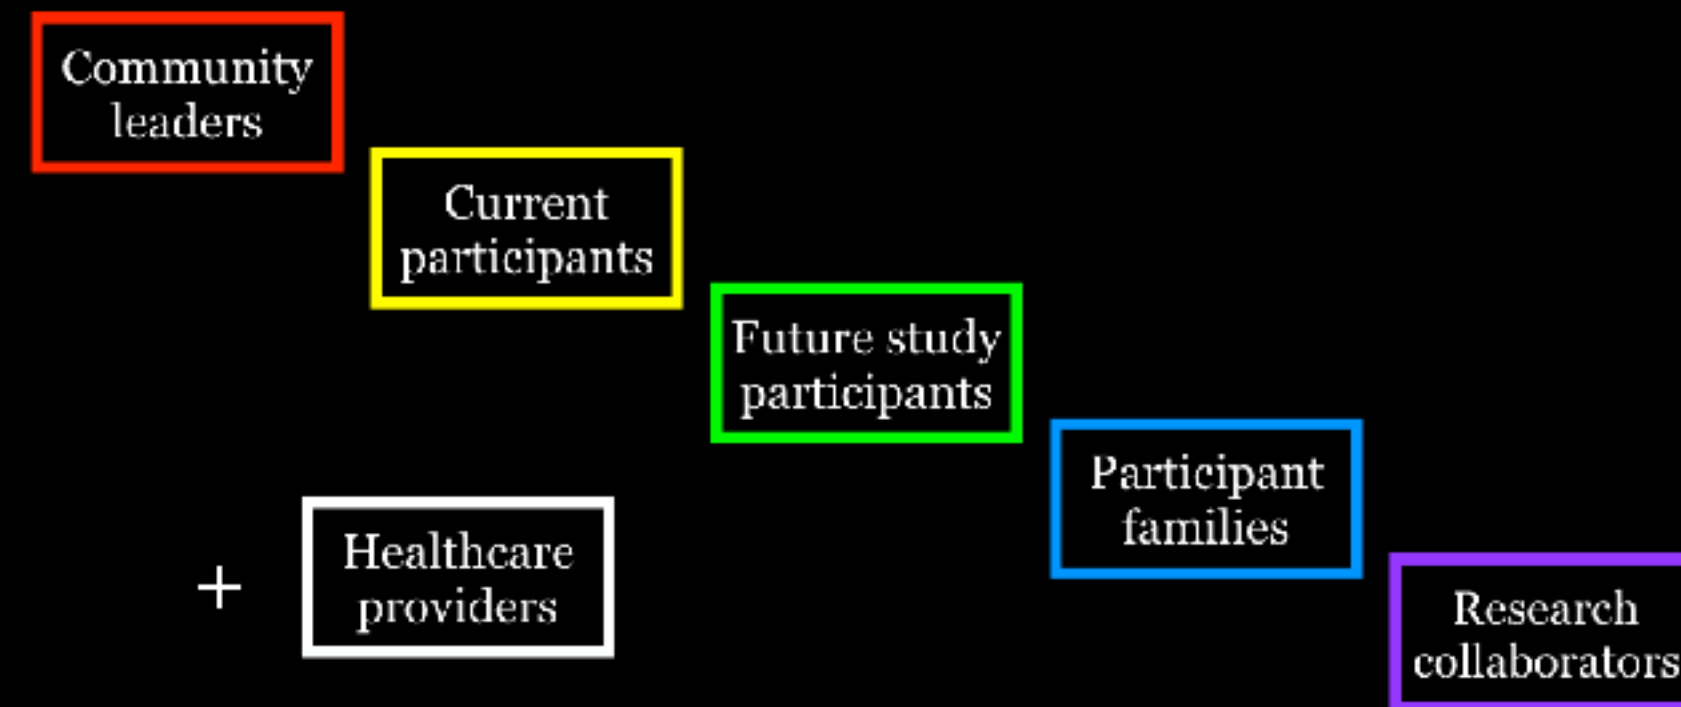 Community
leaders
Current
participants
Future study
participants
Participant
families
Healthcare
providers
+
Research
collaborators